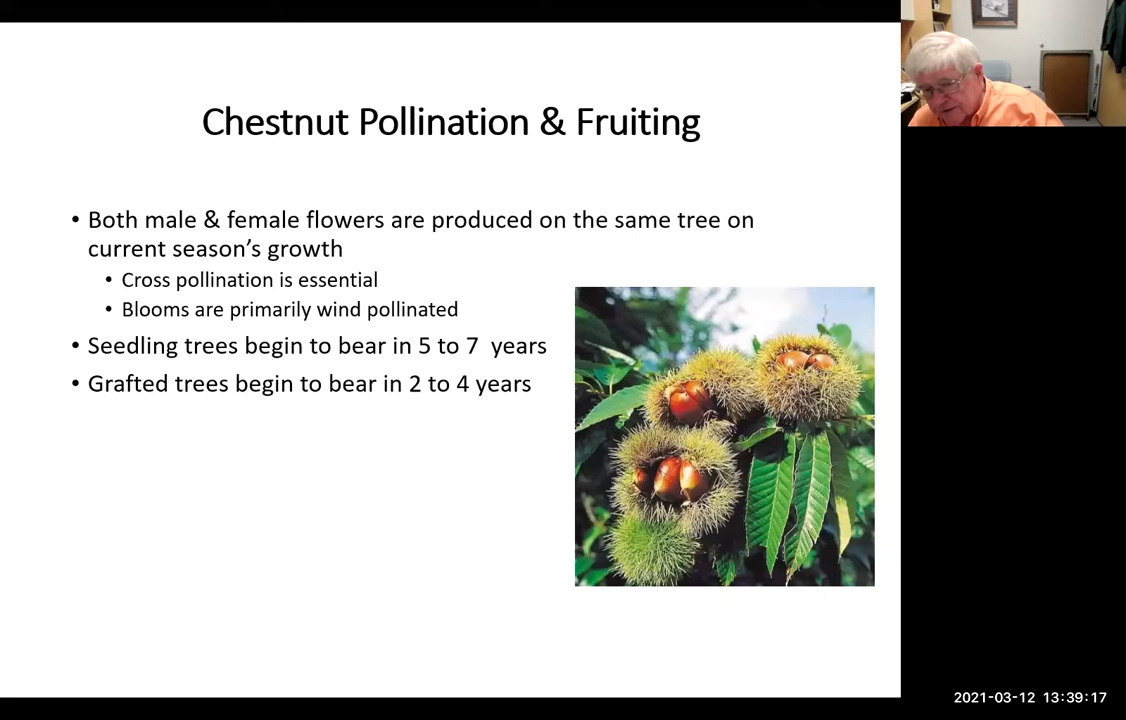 Chestnut Pollination & Fruiting
• Both male & female flowers are produced on the same tree on
current season's growth
• Cross pollination is essential
• Blooms are primarily wind pollinated
• Seedling trees begin to bear in 5 to 7  years
• Grafted trees begin to bear in 2 to 4 years
2021-03-12 13:39:17